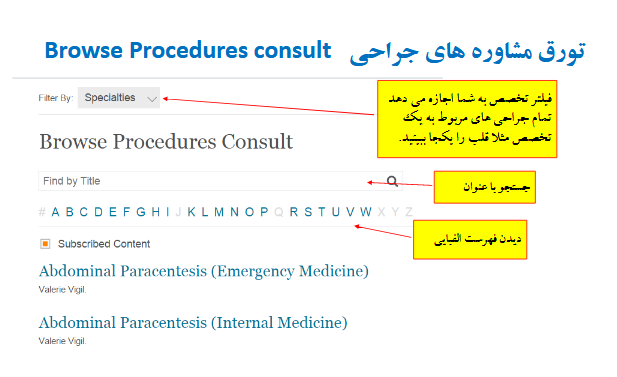 Browse Procedures consult تورق مشاوره های جراحی
Filter By: Specialties
فیلتر تخصص به شما اجازه می دهد
تمام جراحی های مربوط به یک
تخصص مثلا قلب را یکجا ببینید.
Browse Procedures Consult
Find by Title
جستجو با عنوان
# A B C D E F G H I J K L M N O P Q R S T U V W X Y Z
دیدن فهرست الفبایی
Subscribed Content
Abdominal Paracentesis (Emergency Medicine)
Valerie Vigil.
Abdominal Paracentesis (Internal Medicine)
Valerie Vigil.